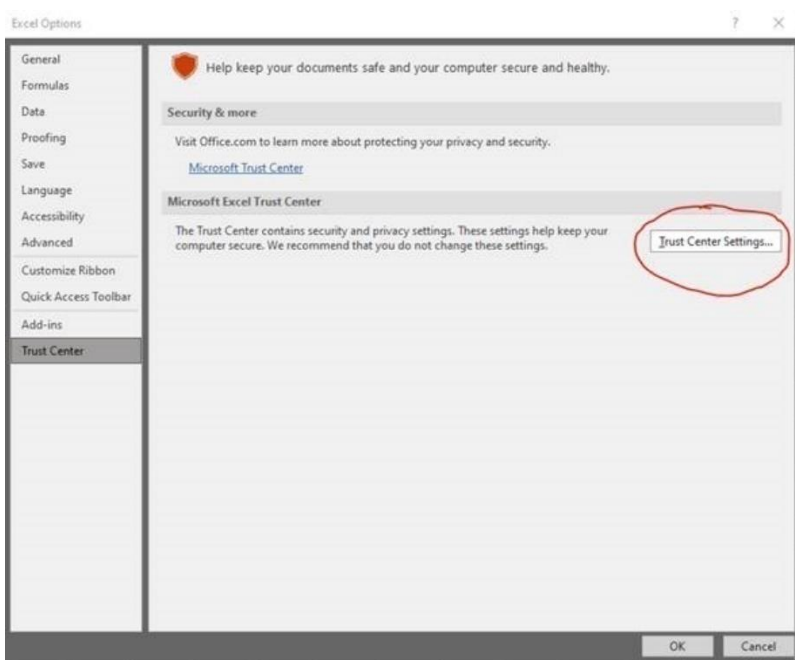 Excel Options
?
General
Formulas
Data
Proofing
Save
Language
Accessibility
Advanced
Customize Ribbon
Quick Access Toolbar
Add-ins
Trust Center
Help keep your documents safe and your computer secure and healthy.
Security & more
Visit Office.com to learn more about protecting your privacy and security.
Microsoft Trust Center
Microsoft Excel Trust Center
The Trust Center contains security and privacy settings. These settings help keep your
computer secure. We recommend that you do not change these settings.
Trust Center Settings...
OK
Cancel